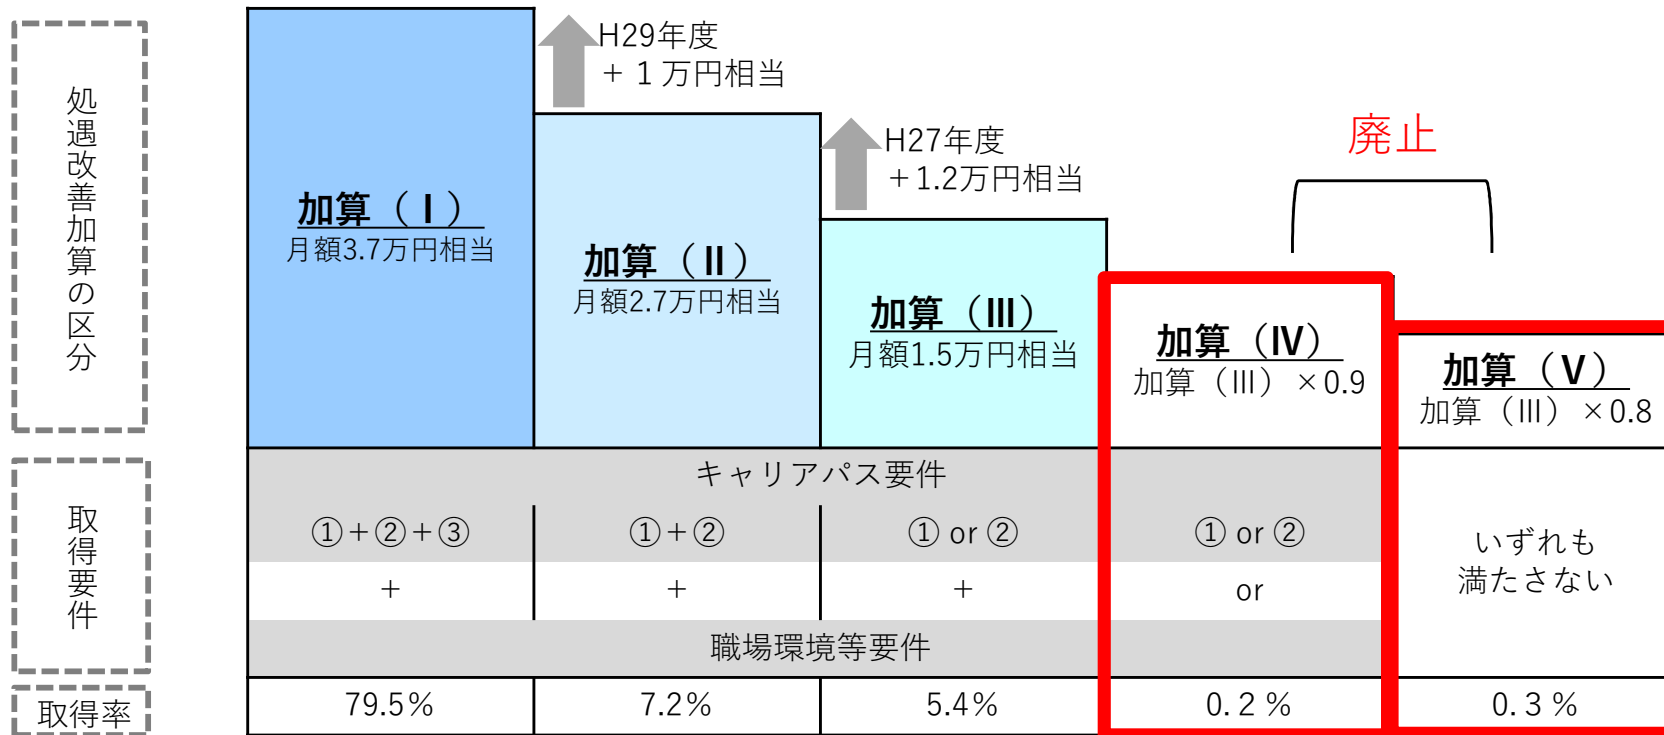 処遇改善加算の区分
加算（Ⅰ）
月額3.7万円相当
H29年度
＋１万円相当
加算（Ⅱ）
月額2.7万円相当
H27年度
＋1.2万円相当
加算（Ⅲ）
月額1.5万円相当
廃止
加算（Ⅳ）
加算（Ⅲ）×0.9
加算（Ⅴ）
加算（Ⅲ）×0.8
取得要件
キャリアパス要件
①＋②＋③
①＋②
① or ②
① or ②
いずれも
満たさない
＋
＋
＋
or
職場環境等要件
取得率
79.5％
7.2％
5.4％
0.２％
0.３％